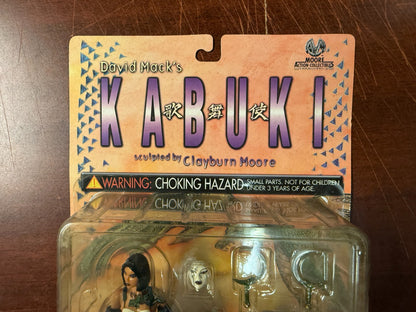 David Mack's
MOORE
ACTION COLLECTIBLES
KABUKI
歌舞伎
sculpted by Clayburn Moore
WARNING: CHOKING HAZARD-SMALL PARTS. NOT FOR CHILDREN
UNDER 3 YEARS OF AGE.